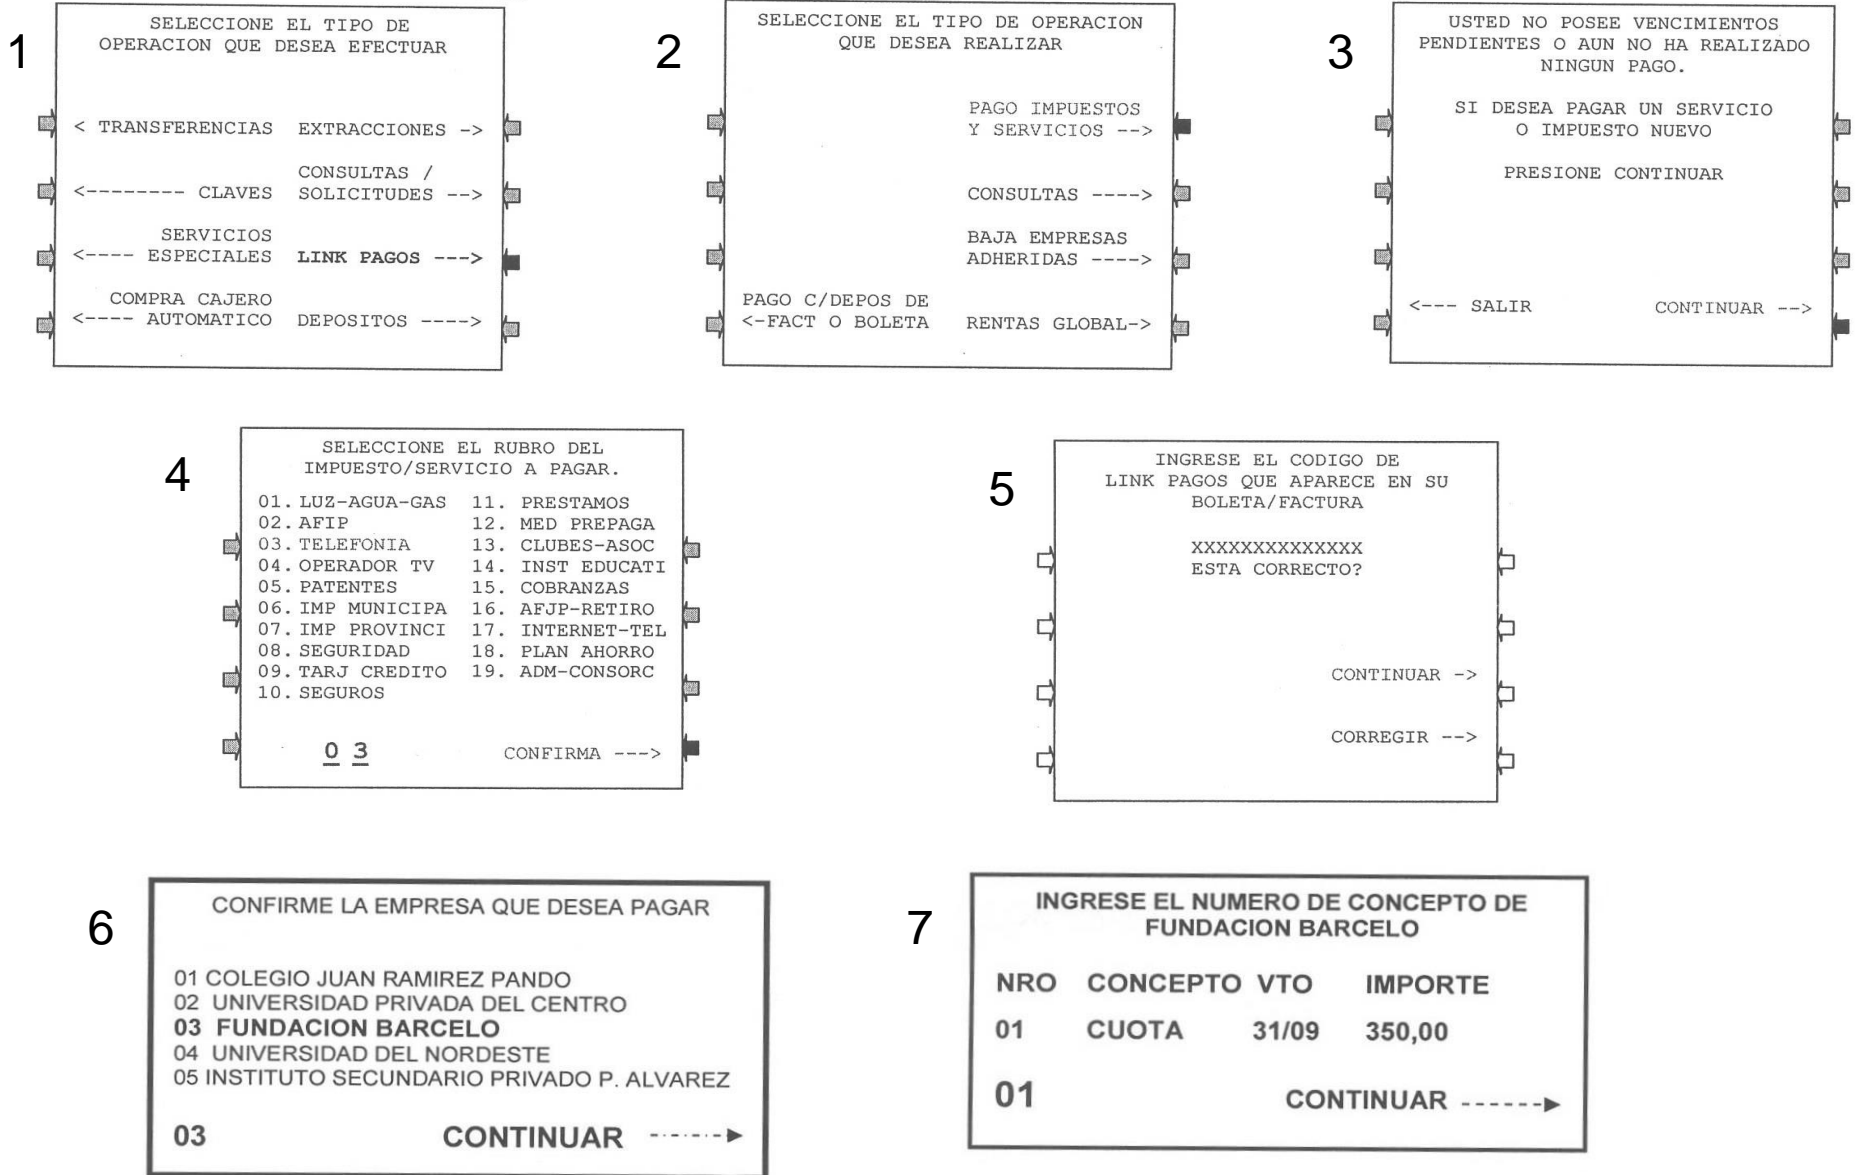 1
SELECCIONE EL TIPO DE
OPERACION QUE DESEA EFECTUAR
< TRANSFERENCIAS EXTRACCIONES ->
CONSULTAS /
<-------- CLAVES SOLICITUDES -->
SERVICIOS
<---- ESPECIALES LINK PAGOS --->
COMPRA CAJERO
<---- AUTOMATICO DEPOSITOS ---->
2
SELECCIONE EL TIPO DE OPERACION
QUE DESEA REALIZAR
PAGO IMPUESTOS
Y SERVICIOS -->
CONSULTAS ---->
BAJA EMPRESAS
ADHERIDAS ---->
PAGO C/DEPOS DE
<-FACT O BOLETA RENTAS GLOBAL->
3
USTED NO POSEE VENCIMIENTOS
PENDIENTES O AUN NO HA REALIZADO
NINGUN PAGO.
SI DESEA PAGAR UN SERVICIO
O IMPUESTO NUEVO
PRESIONE CONTINUAR
<--- SALIR CONTINUAR -->
4
SELECCIONE EL RUBRO DEL
IMPUESTO/SERVICIO A PAGAR.
01. LUZ-AGUA-GAS 11. PRESTAMOS
02. AFIP 12. MED PREPAGA
03. TELEFONIA 13. CLUBES-ASOC
04. OPERADOR TV 14. INST EDUCATI
05. PATENTES 15. COBRANZAS
06. IMP MUNICIPA 16. AFJP-RETIRO
07. IMP PROVINCI 17. INTERNET-TEL
08. SEGURIDAD 18. PLAN AHORRO
09. TARJ CREDITO 19. ADM-CONSORC
10. SEGUROS
0 3 CONFIRMA --->
5
INGRESE EL CODIGO DE
LINK PAGOS QUE APARECE EN SU
BOLETA/FACTURA
XXXXXXXXXXXXXX
ESTA CORRECTO?
CONTINUAR ->
CORREGIR -->
6
CONFIRME LA EMPRESA QUE DESEA PAGAR
01 COLEGIO JUAN RAMIREZ PANDO
02 UNIVERSIDAD PRIVADA DEL CENTRO
03 FUNDACION BARCELO
04 UNIVERSIDAD DEL NORDESTE
05 INSTITUTO SECUNDARIO PRIVADO P. ALVAREZ
03 CONTINUAR
7
INGRESE EL NUMERO DE CONCEPTO DE
FUNDACION BARCELO
NRO CONCEPTO VTO IMPORTE
01 CUOTA 31/09 350,00
01 CONTINUAR